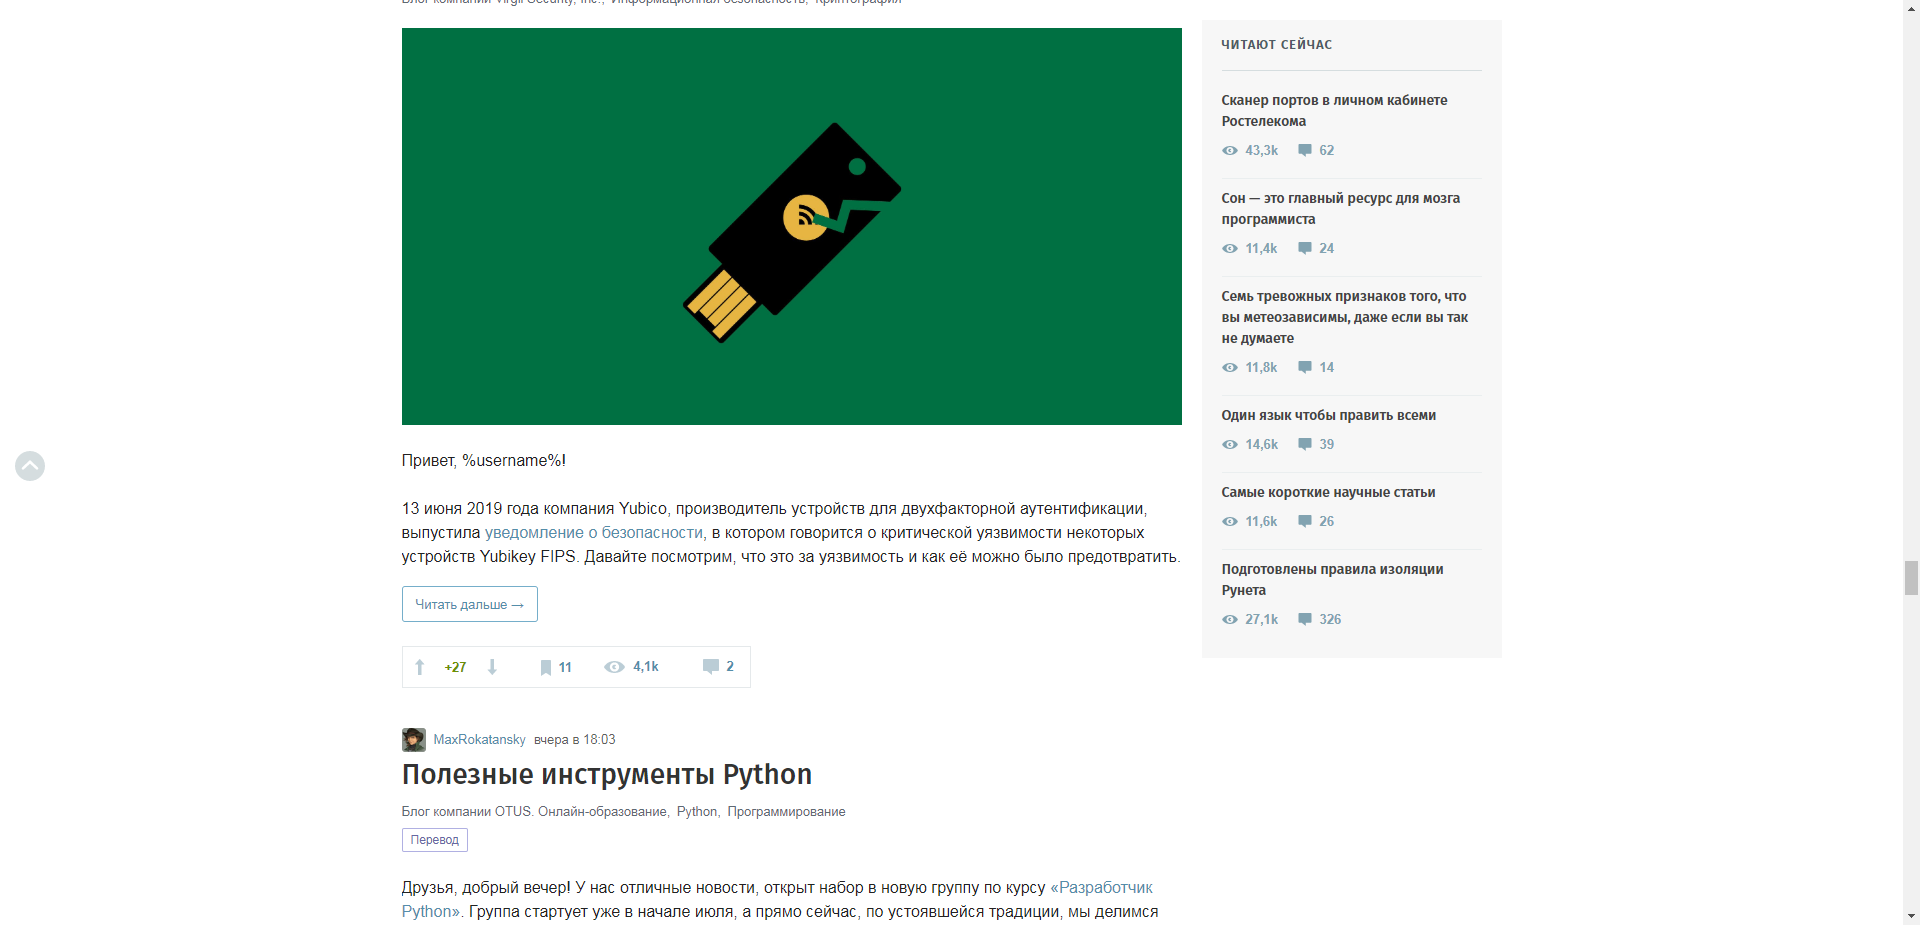 Блог компании Virgil Security, Inc., Информационная безопасность, Криптография
Привет, %username%!
13 июня 2019 года компания Yubico, производитель устройств для двухфакторной аутентификации,
выпустила уведомление о безопасности, в котором говорится о критической уязвимости некоторых
устройств Yubikey FIPS. Давайте посмотрим, что это за уязвимость и как её можно было предотвратить.
Читать дальше →
+27 11 4,1k 2
MaxRokatansky вчера в 18:03
Полезные инструменты Python
Блог компании OTUS. Онлайн-образование, Python, Программирование
Перевод
Друзья, добрый вечер! У нас отличные новости, открыт набор в новую группу по курсу «Разработчик
Python». Группа стартует уже в начале июля, а прямо сейчас, по устоявшейся традиции, мы делимся
ЧИТАЮТ СЕЙЧАС
Сканер портов в личном кабинете
Ростелекома
43,3k 62
Сон — это главный ресурс для мозга
программиста
11,4k 24
Семь тревожных признаков того, что
вы метеозависимы, даже если вы так
не думаете
11,8k 14
Один язык чтобы править всеми
14,6k 39
Самые короткие научные статьи
11,6k 26
Подготовлены правила изоляции
Рунета
27,1k 326